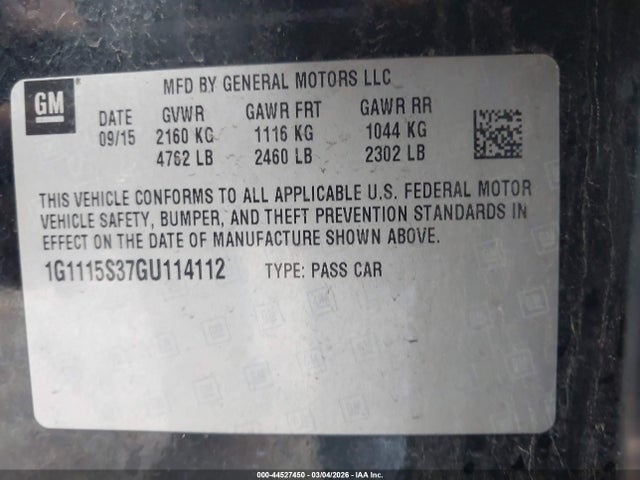 MFD BY GENERAL MOTORS LLC
GM
DATE GVWR GAWR FRT GAWR RR
09/15 2160 KG 1116 KG 1044 KG
4762 LB 2460 LB 2302 LB
THIS VEHICLE CONFORMS TO ALL APPLICABLE U.S. FEDERAL MOTOR
VEHICLE SAFETY, BUMPER, AND THEFT PREVENTION STANDARDS IN
EFFECT ON THE DATE OF MANUFACTURE SHOWN ABOVE.
1G1115S37GU114112 TYPE: PASS CAR
000-44527450 - 03/04/2026 - IAA Inc.